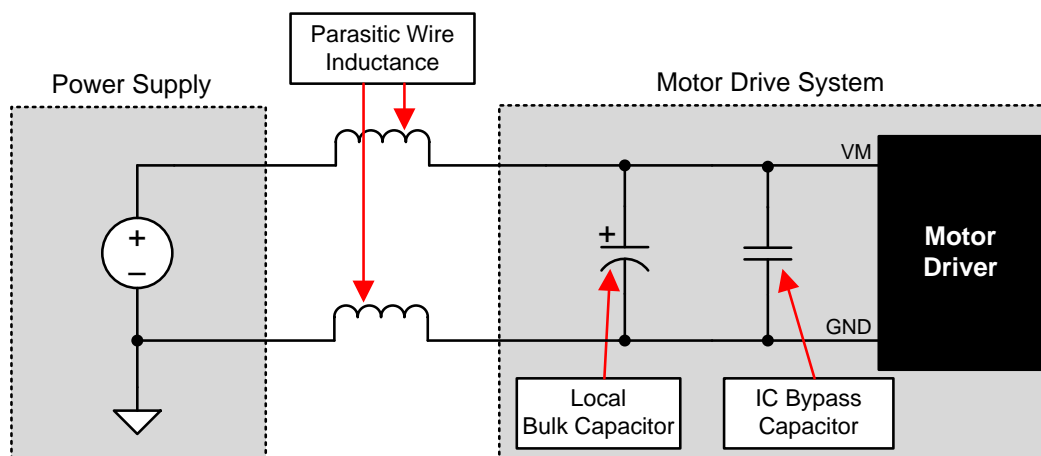 Parasitic Wire
Inductance
Power Supply
Motor Drive System
VM
+
–
+
Motor
Driver
GND
Local
Bulk Capacitor
IC Bypass
Capacitor